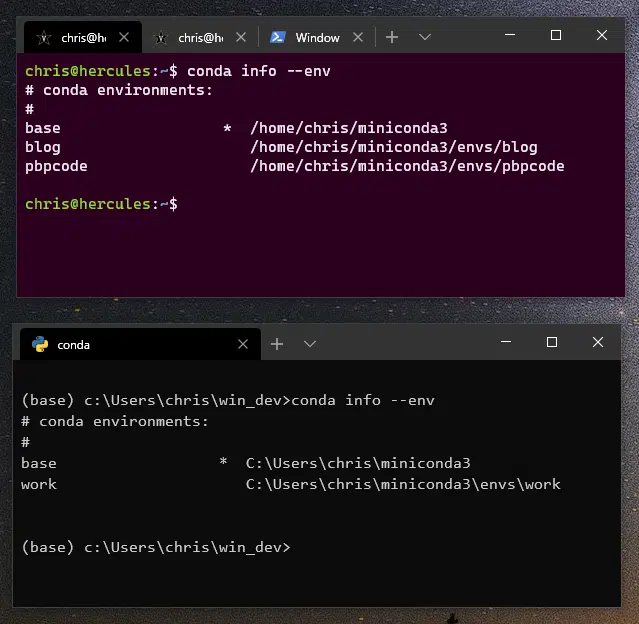 chris@h
chris@h
Window
chris@hercules:~$ conda info --env
# conda environments:
#
base * /home/chris/miniconda3
blog /home/chris/miniconda3/envs/blog
pbpcode /home/chris/miniconda3/envs/pbpcode
chris@hercules:~$
conda
(base) c:\Users\chris\win_dev>conda info --env
# conda environments:
#
base * C:\Users\chris\miniconda3
work C:\Users\chris\miniconda3\envs\work
(base) c:\Users\chris\win_dev>